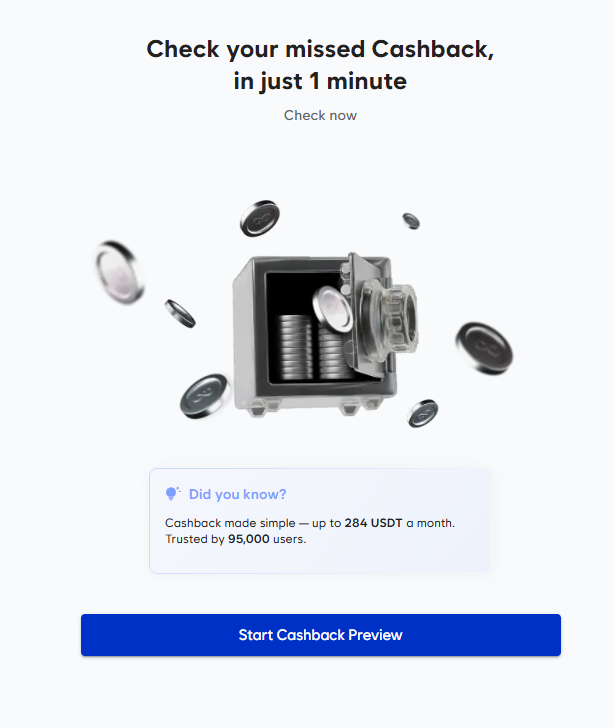 Check your missed Cashback,
in just 1 minute
Check now
Did you know?
Cashback made simple — up to 284 USDT a month.
Trusted by 95,000 users.
Start Cashback Preview